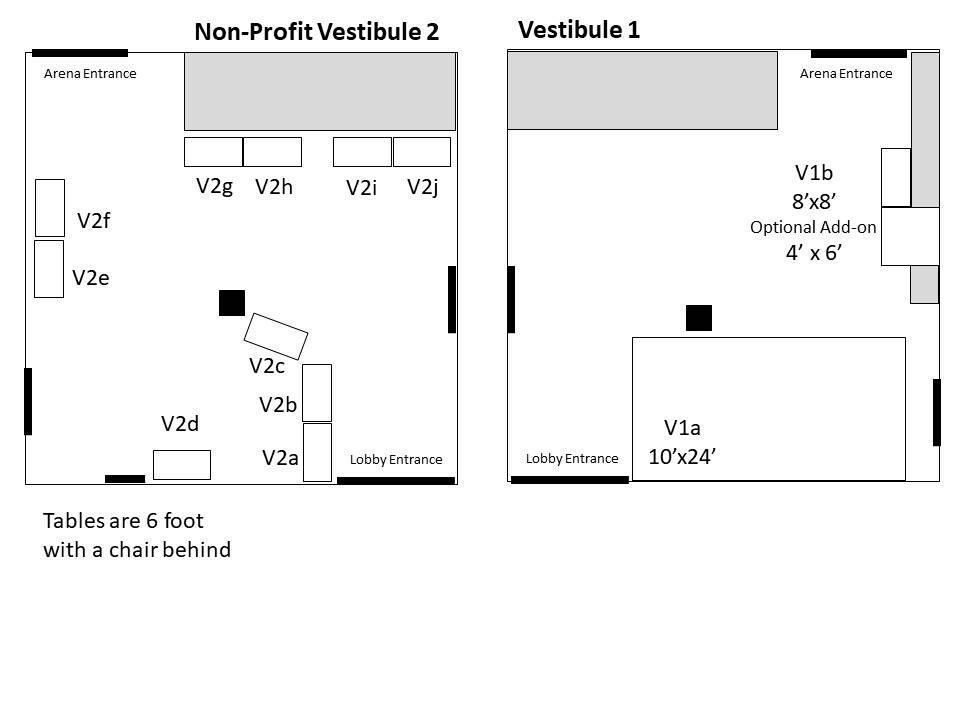 Non-Profit Vestibule 2
Arena Entrance
V2g
V2h
V2i
V2j
V2f
V2e
V2c
V2b
V2d
V2a
Lobby Entrance
Tables are 6 foot
with a chair behind
Vestibule 1
Arena Entrance
V1b
8’x8’
Optional Add-on
4’ x 6’
V1a
10’x24’
Lobby Entrance